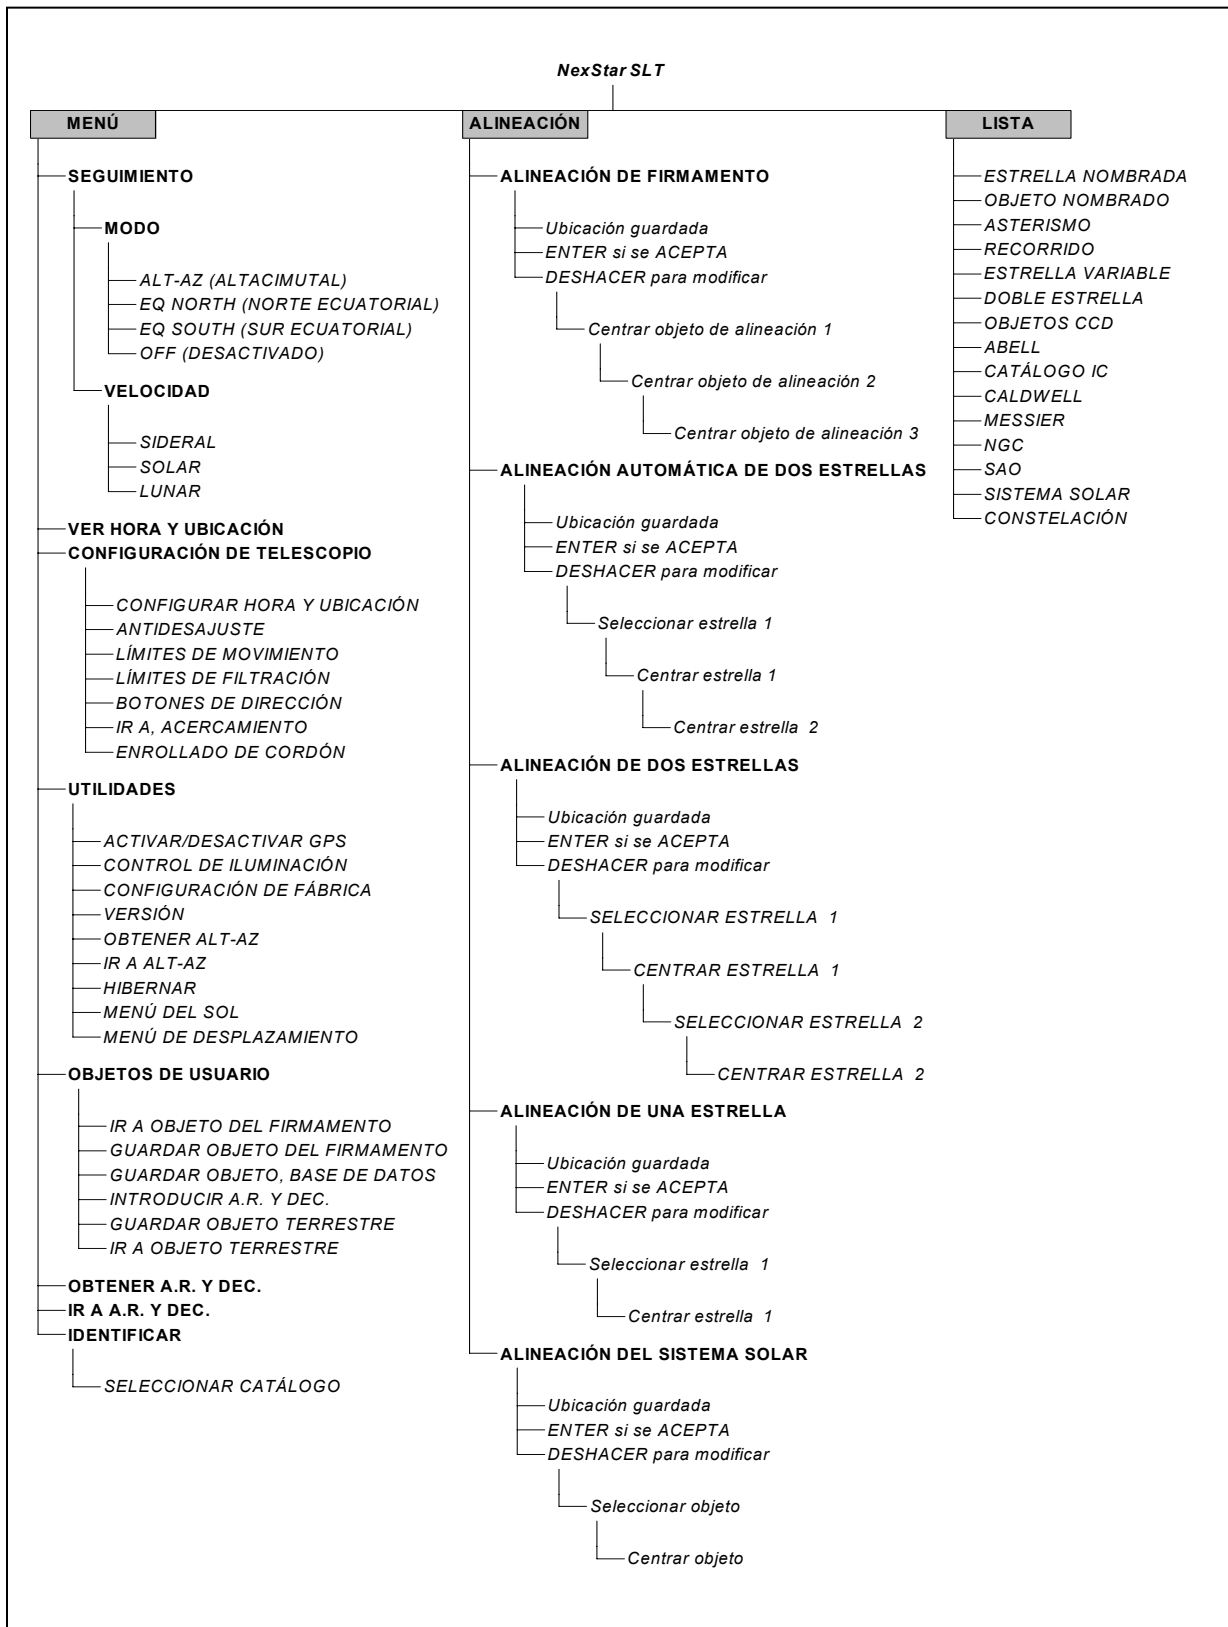 NexStar SLT
MENÚ
SEGUIMIENTO
MODO
ALT-AZ (ALTACIMUTAL)
EQ NORTH (NORTE ECUATORIAL)
EQ SOUTH (SUR ECUATORIAL)
OFF (DESACTIVADO)
VELOCIDAD
SIDERAL
SOLAR
LUNAR
VER HORA Y UBICACIÓN
CONFIGURACIÓN DE TELESCOPIO
CONFIGURAR HORA Y UBICACIÓN
ANTIDESAJUSTE
LÍMITES DE MOVIMIENTO
LÍMITES DE FILTRACIÓN
BOTONES DE DIRECCIÓN
IR A, ACERCAMIENTO
ENROLLADO DE CORDÓN
UTILIDADES
ACTIVAR/DESACTIVAR GPS
CONTROL DE ILUMINACIÓN
CONFIGURACIÓN DE FÁBRICA
VERSIÓN
OBTENER ALT-AZ
IR A ALT-AZ
HIBERNAR
MENÚ DEL SOL
MENÚ DE DESPLAZAMIENTO
OBJETOS DE USUARIO
IR A OBJETO DEL FIRMAMENTO
GUARDAR OBJETO DEL FIRMAMENTO
GUARDAR OBJETO, BASE DE DATOS
INTRODUCIR A.R. Y DEC.
GUARDAR OBJETO TERRESTRE
IR A OBJETO TERRESTRE
OBTENER A.R. Y DEC.
IR A A.R. Y DEC.
IDENTIFICAR
SELECCIONAR CATÁLOGO
ALINEACIÓN
ALINEACIÓN DE FIRMAMENTO
Ubicación guardada
ENTER si se ACEPTA
DESHACER para modificar
Centrar objeto de alineación 1
Centrar objeto de alineación 2
Centrar objeto de alineación 3
ALINEACIÓN AUTOMÁTICA DE DOS ESTRELLAS
Ubicación guardada
ENTER si se ACEPTA
DESHACER para modificar
Seleccionar estrella 1
Centrar estrella 1
Centrar estrella 2
ALINEACIÓN DE DOS ESTRELLAS
Ubicación guardada
ENTER si se ACEPTA
DESHACER para modificar
SELECCIONAR ESTRELLA 1
CENTRAR ESTRELLA 1
SELECCIONAR ESTRELLA 2
CENTRAR ESTRELLA 2
ALINEACIÓN DE UNA ESTRELLA
Ubicación guardada
ENTER si se ACEPTA
DESHACER para modificar
Seleccionar estrella 1
Centrar estrella 1
ALINEACIÓN DEL SISTEMA SOLAR
Ubicación guardada
ENTER si se ACEPTA
DESHACER para modificar
Seleccionar objeto
Centrar objeto
LISTA
ESTRELLA NOMBRADA
OBJETO NOMBRADO
ASTERISMO
RECORRIDO
ESTRELLA VARIABLE
DOBLE ESTRELLA
OBJETOS CCD
ABELL
CATÁLOGO IC
CALDWELL
MESSIER
NGC
SAO
SISTEMA SOLAR
CONSTELACIÓN